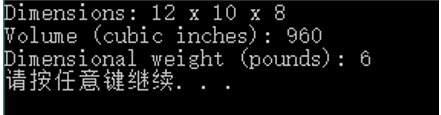 Dimensions: 12 x 10 x 8
Volume (cubic inches): 960
Dimensional weight (pounds): 6
请按任意键继续. . .